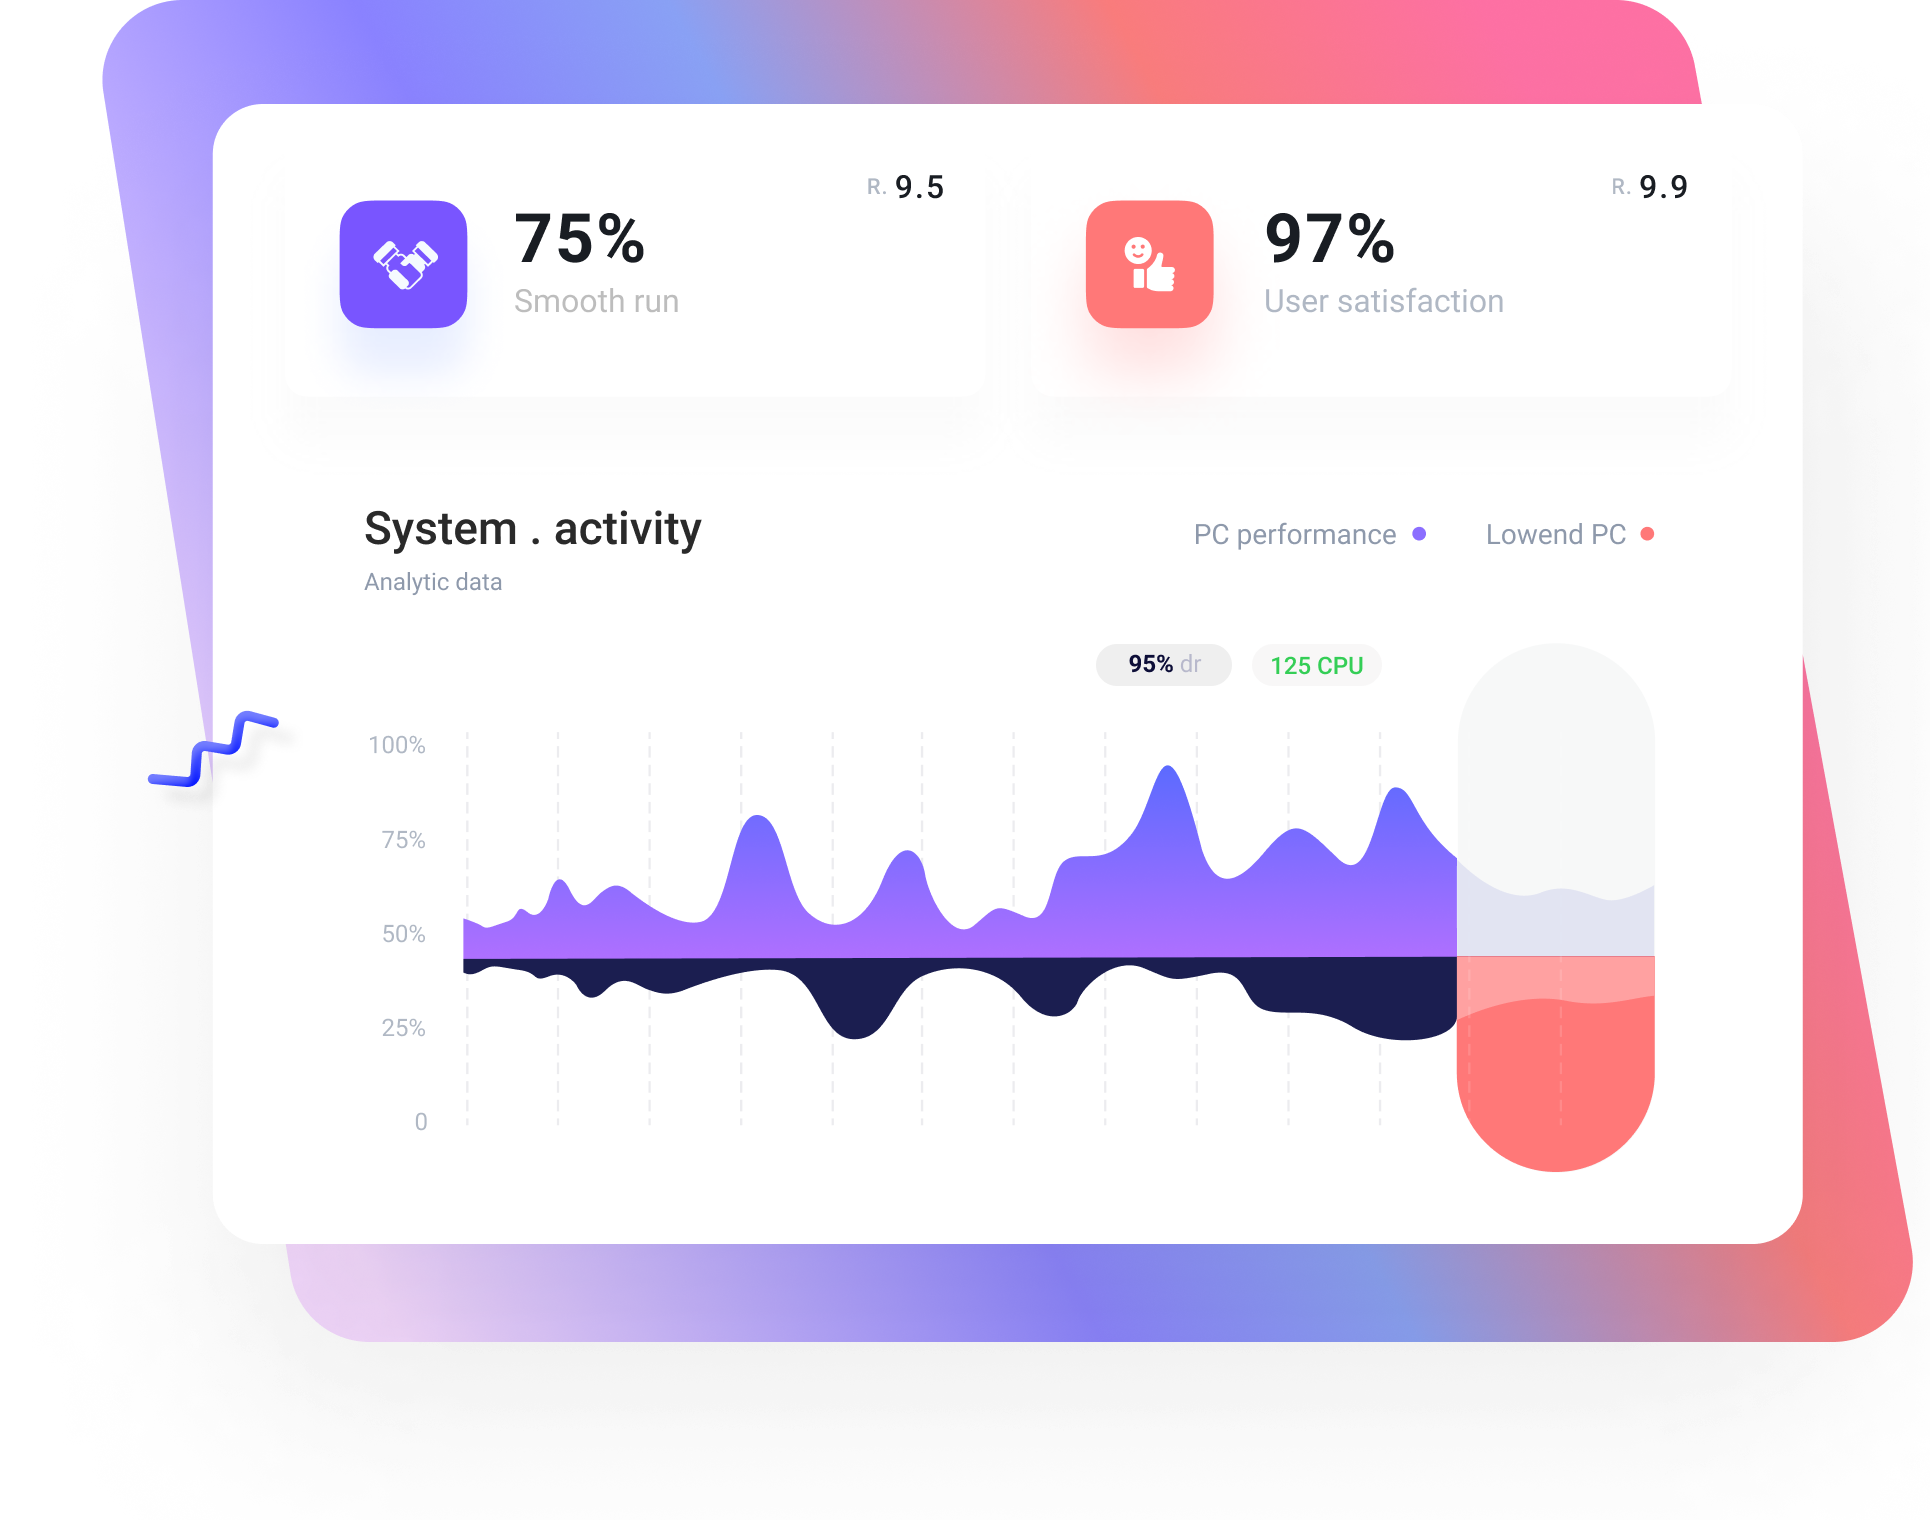 R. 9.5
75%
Smooth run
R. 9.9
97%
User satisfaction
System . activity
Analytic data
PC performance
Lowend PC
95% dr
125 CPU
100%
75%
50%
25%
0